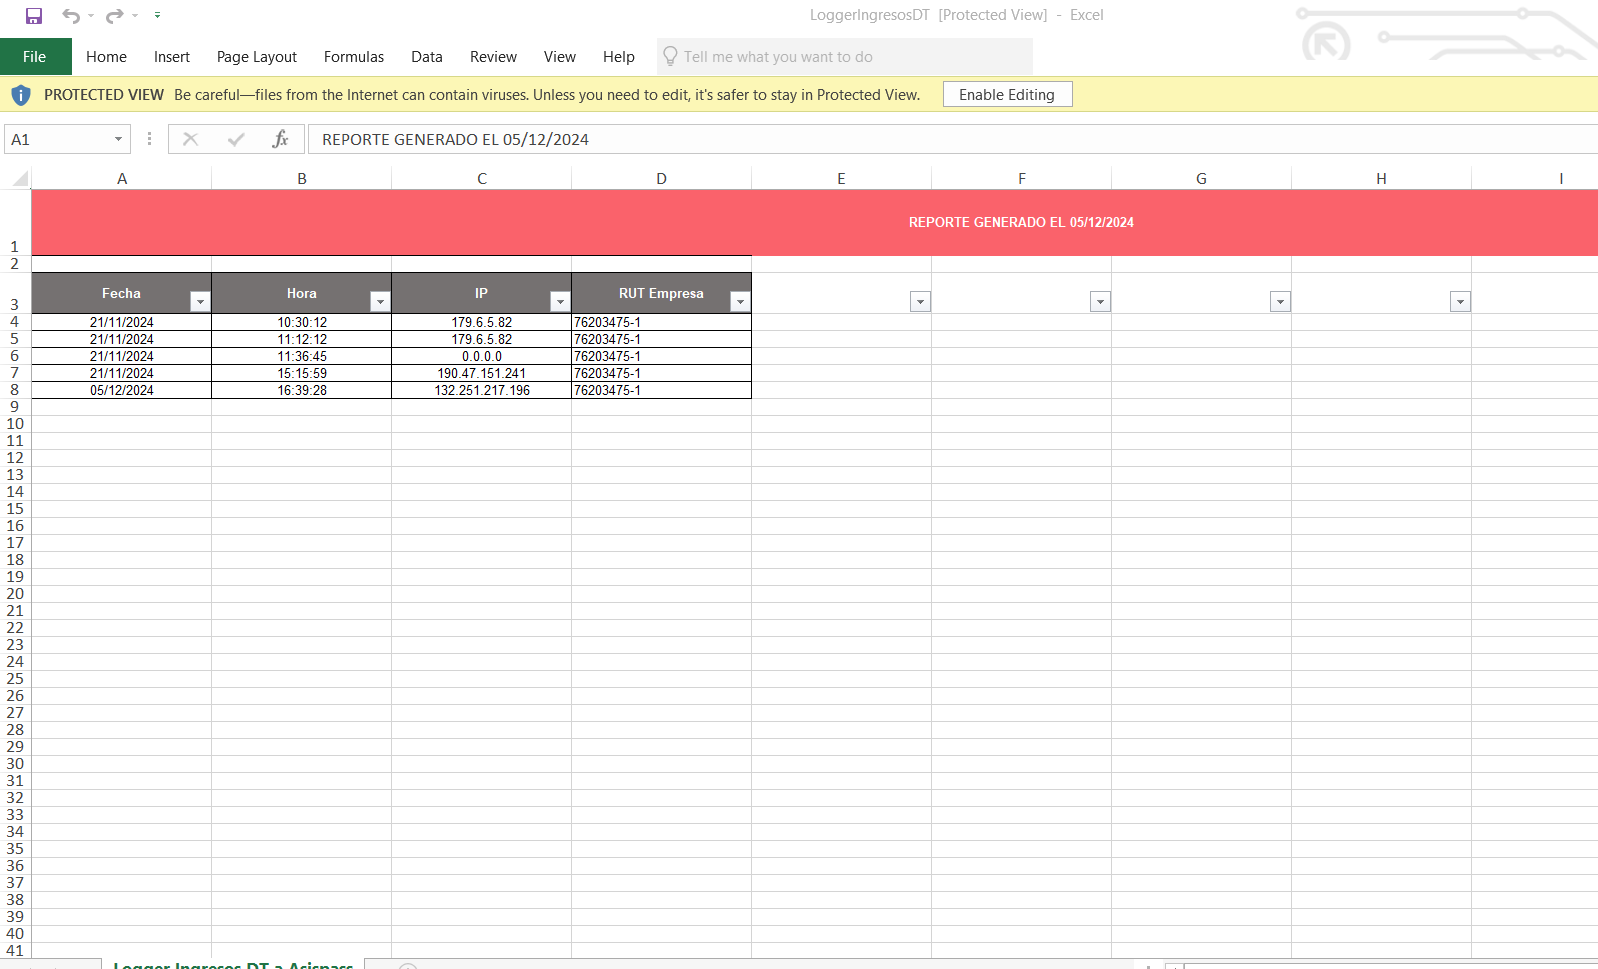 LoggerIngresosDT [Protected View] - Excel
File Home Insert Page Layout Formulas Data Review View Help Tell me what you want to do
PROTECTED VIEW Be careful—files from the Internet can contain viruses. Unless you need to edit, it's safer to stay in Protected View. Enable Editing
A1 fx REPORTE GENERADO EL 05/12/2024
A B C D E F G H I
1 REPORTE GENERADO EL 05/12/2024
2
3 Fecha Hora IP RUT Empresa
4 21/11/2024 10:30:12 179.6.5.82 76203475-1
5 21/11/2024 11:12:12 179.6.5.82 76203475-1
6 21/11/2024 11:36:45 0.0.0.0 76203475-1
7 21/11/2024 15:15:59 190.47.151.241 76203475-1
8 05/12/2024 16:39:28 132.251.217.196 76203475-1
9
10
11
12
13
14
15
16
17
18
19
20
21
22
23
24
25
26
27
28
29
30
31
32
33
34
35
36
37
38
39
40
41
Logger Ingresos DT a Asispass